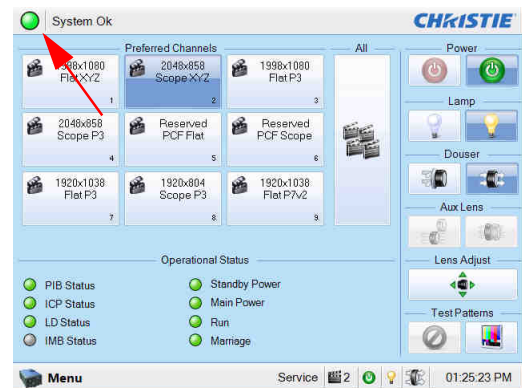 System Ok
CHRISTIE
Preferred Channels
All
Power
1998x1080
Flat XYZ
1
2048x858
Scope XYZ
2
1998x1080
Flat P3
3
Lamp
2048x858
Scope P3
4
Reserved
PCF Flat
5
Reserved
PCF Scope
6
Douser
1920x1038
Flat P3
7
1920x804
Scope P3
8
1920x1038
Flat P7v2
9
Aux Lens
Operational Status
Lens Adjust
PIB Status
Standby Power
ICP Status
Main Power
LD Status
Run
Test Patterns
IMB Status
Marriage
Menu
Service
2
01:25:23 PM